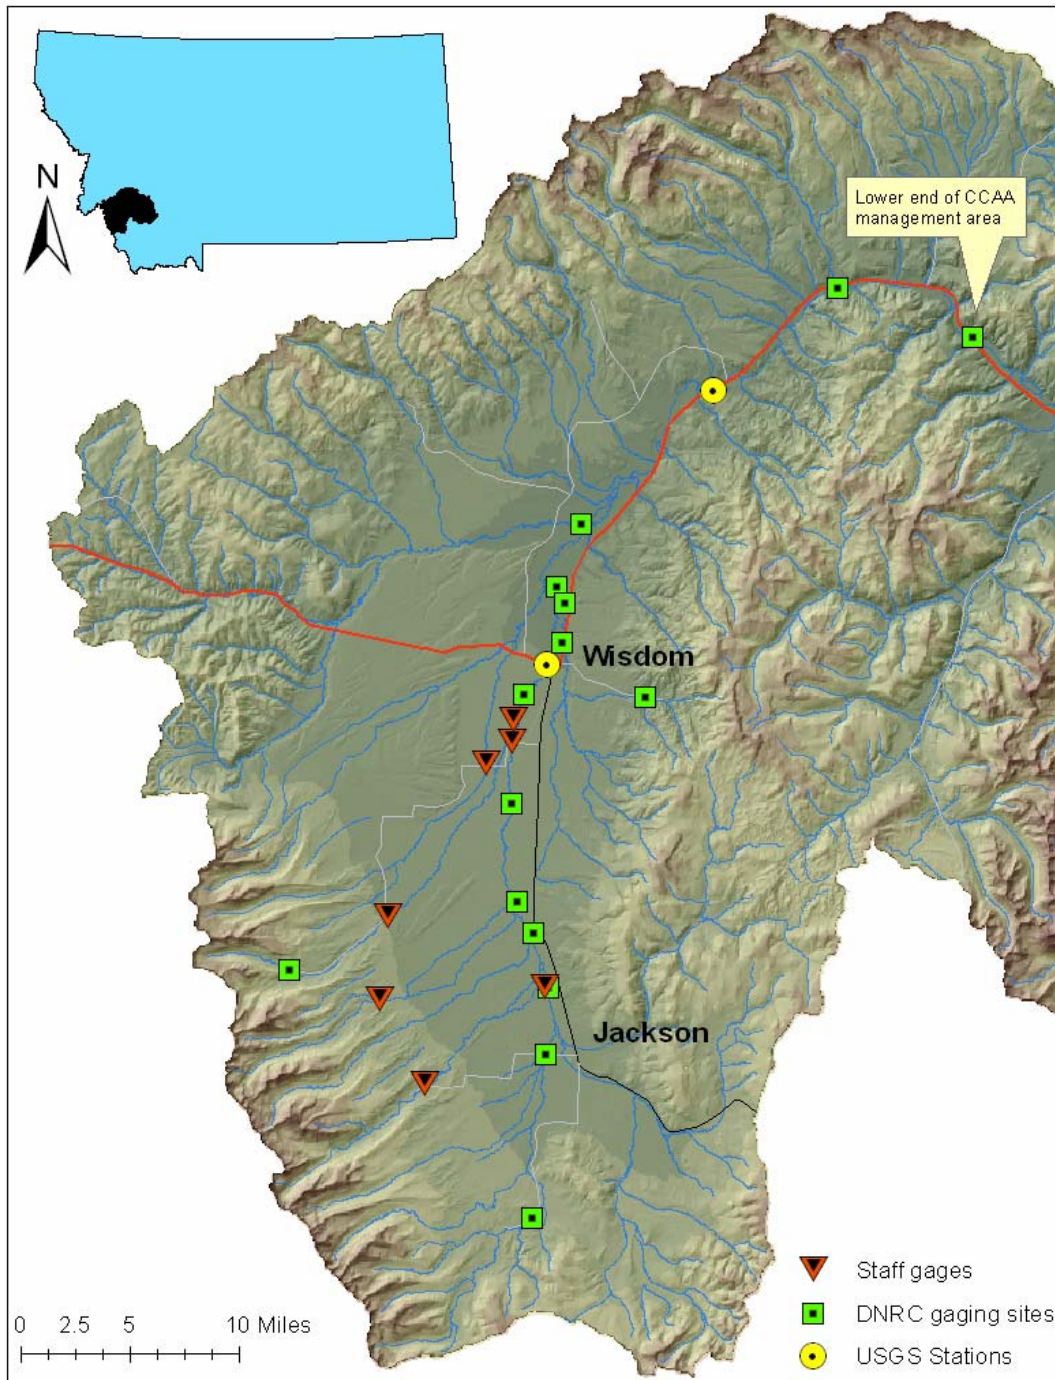 N
Lower end of CCAA
management area
Wisdom
Jackson
Staff gages
DNRC gaging sites
USGS Stations
0 2.5 5 10 Miles